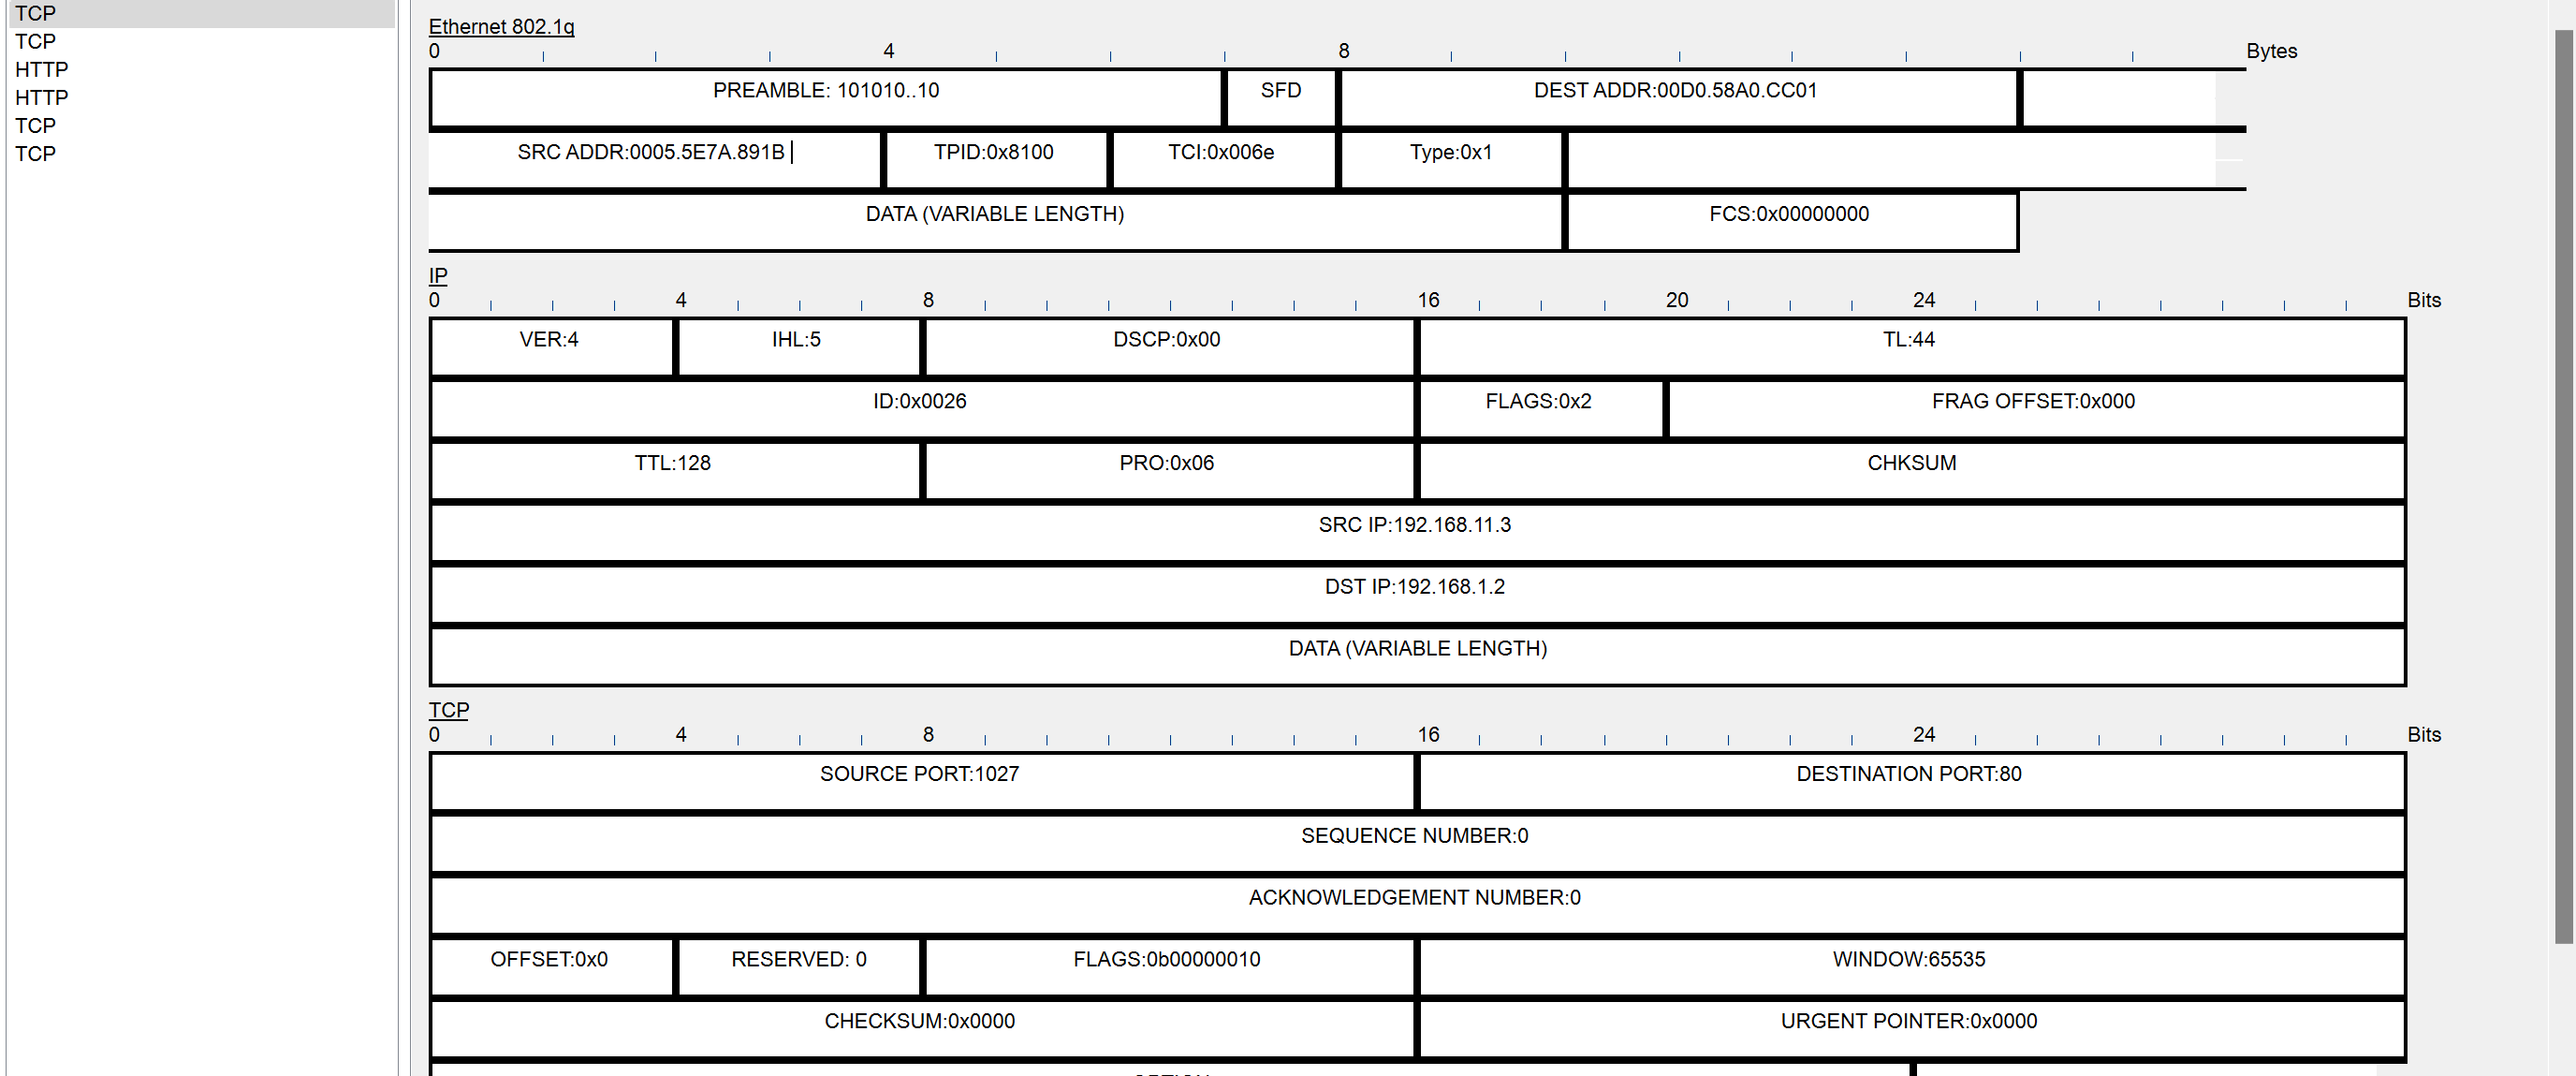 TCP
TCP
HTTP
HTTP
TCP
TCP
Ethernet 802.1q
0 4 8 Bytes
PREAMBLE: 101010..10 SFD DEST ADDR:00D0.58A0.CC01
SRC ADDR:0005.5E7A.891B TPID:0x8100 TCI:0x006e Type:0x1
DATA (VARIABLE LENGTH) FCS:0x00000000
IP
0 4 8 16 20 24 Bits
VER:4 IHL:5 DSCP:0x00 TL:44
ID:0x0026 FLAGS:0x2 FRAG OFFSET:0x000
TTL:128 PRO:0x06 CHKSUM
SRC IP:192.168.11.3
DST IP:192.168.1.2
DATA (VARIABLE LENGTH)
TCP
0 4 8 16 24 Bits
SOURCE PORT:1027 DESTINATION PORT:80
SEQUENCE NUMBER:0
ACKNOWLEDGEMENT NUMBER:0
OFFSET:0x0 RESERVED: 0 FLAGS:0b00000010 WINDOW:65535
CHECKSUM:0x0000 URGENT POINTER:0x0000